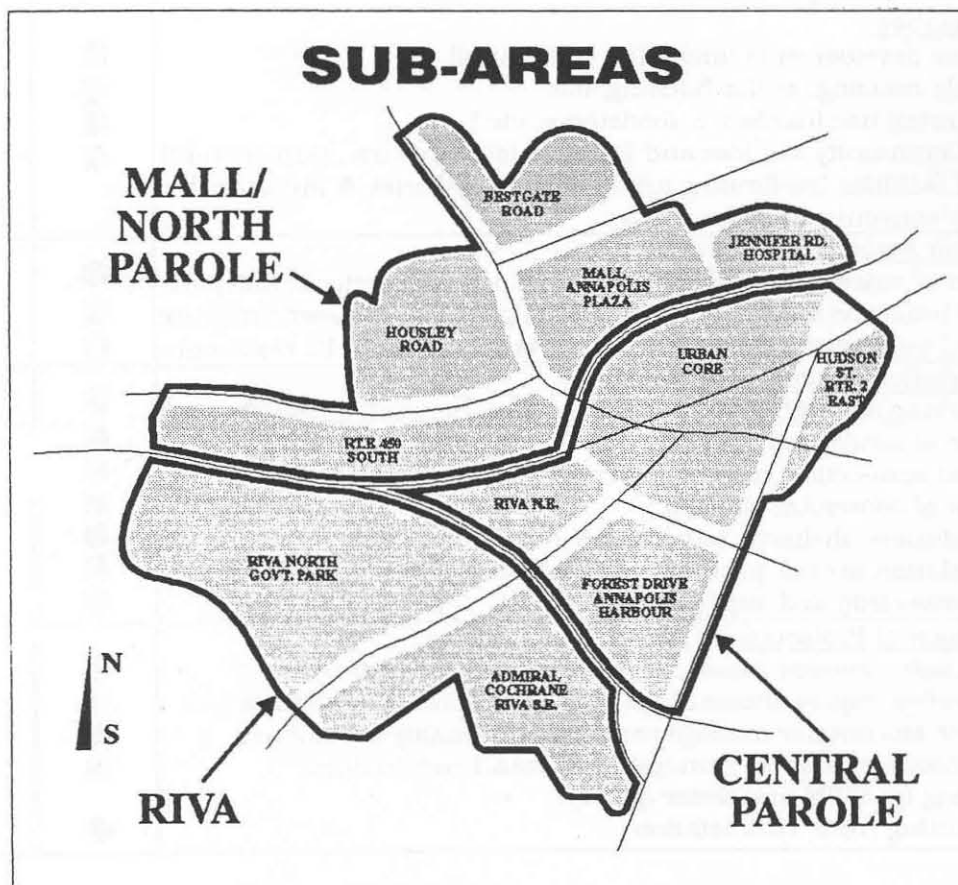 SUB-AREAS
MALL/
NORTH
PAROLE
BESTGATE
ROAD
JENNIFER RD.
HOSPITAL
MALL,
ANNAPOLIS
PLAZA
HOUSLEY
ROAD
URBAN
CORE
HUDSON
ST.
RTE. 2
EAST
RTE 450
SOUTH
RIVA N.E.
RIVA NORTH
GOVT. PARK
FOREST DRIVE
ANNAPOLIS
HARBOUR
ADMIRAL
COCHRANE
RIVA S.E.
N
S
RIVA
CENTRAL
PAROLE